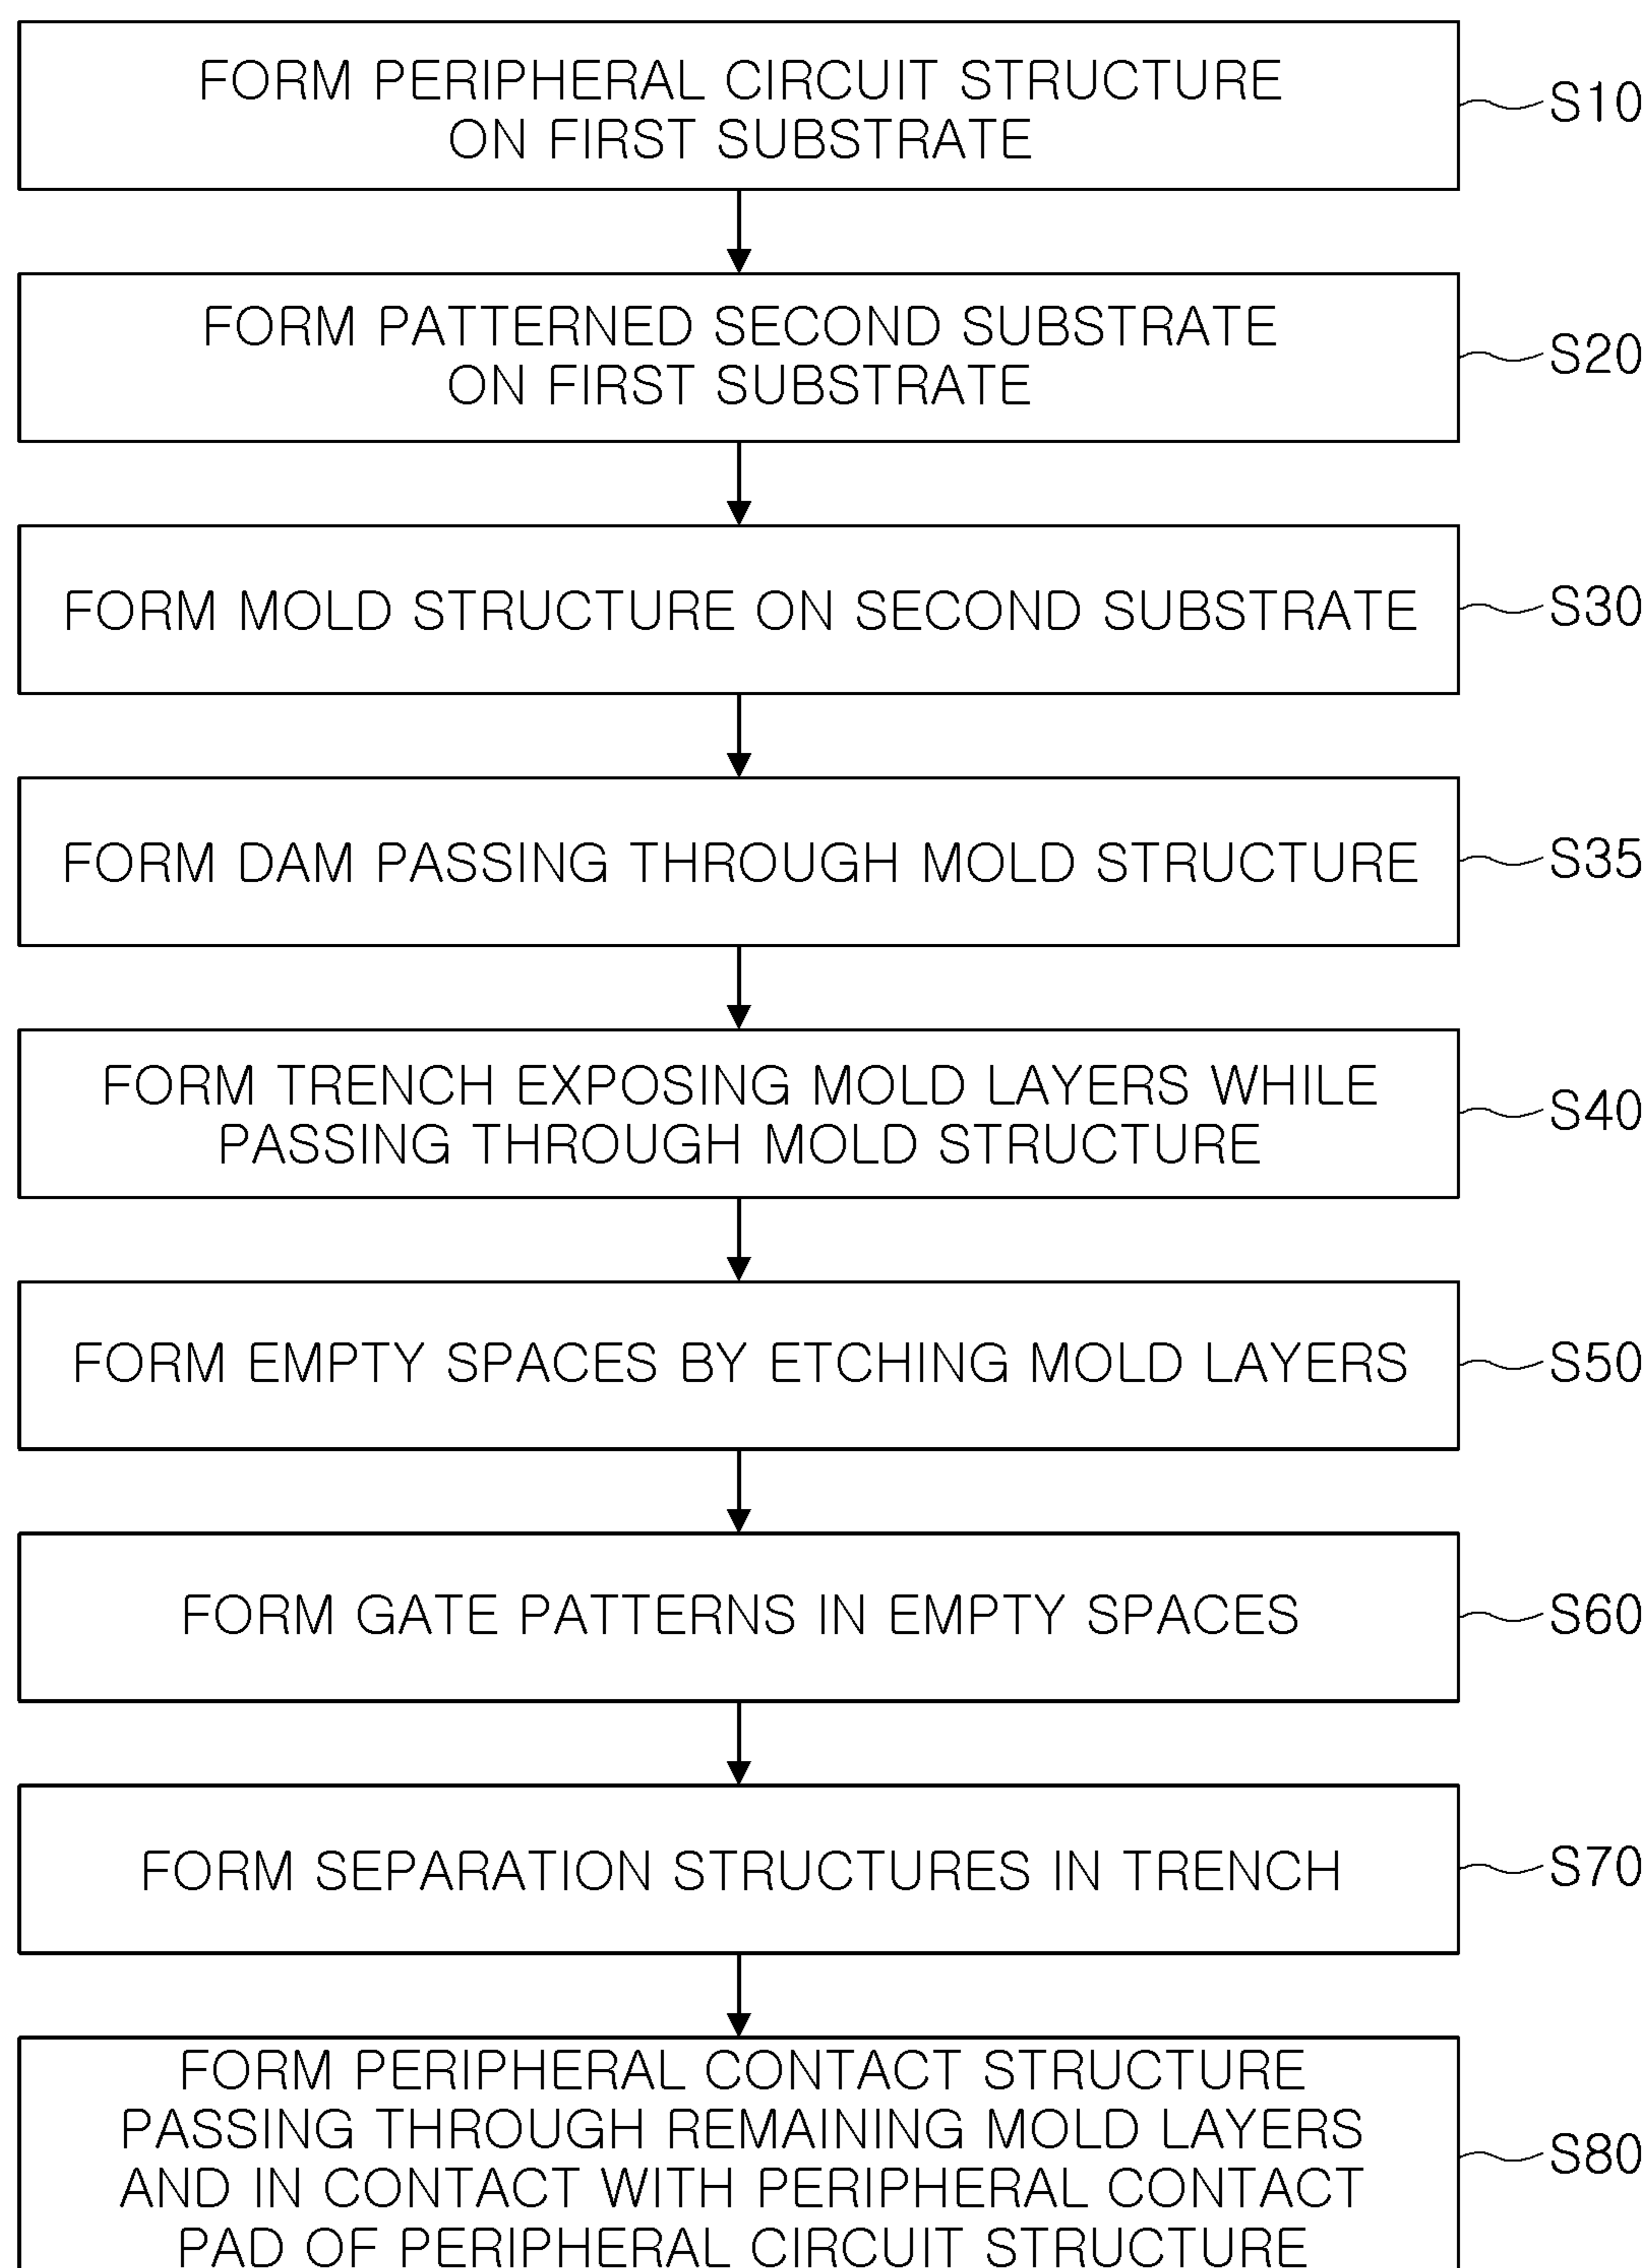 FORM PERIPHERAL CIRCUIT STRUCTURE
ON FIRST SUBSTRATE
S10
FORM PATTERNED SECOND SUBSTRATE
ON FIRST SUBSTRATE
S20
FORM MOLD STRUCTURE ON SECOND SUBSTRATE
S30
FORM DAM PASSING THROUGH MOLD STRUCTURE
S35
FORM TRENCH EXPOSING MOLD LAYERS WHILE
PASSING THROUGH MOLD STRUCTURE
S40
FORM EMPTY SPACES BY ETCHING MOLD LAYERS
S50
FORM GATE PATTERNS IN EMPTY SPACES
S60
FORM SEPARATION STRUCTURES IN TRENCH
S70
FORM PERIPHERAL CONTACT STRUCTURE
PASSING THROUGH REMAINING MOLD LAYERS
AND IN CONTACT WITH PERIPHERAL CONTACT
PAD OF PERIPHERAL CIRCUIT STRUCTURE
S80